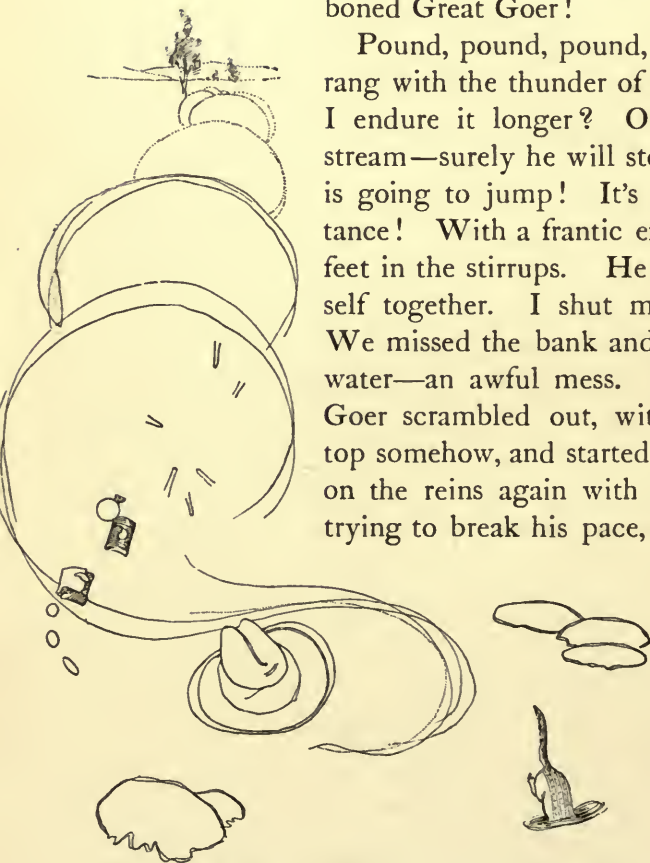 boned Great Goer!
Pound, pound, pound,
rang with the thunder of
I endure it longer? O
stream—surely he will ste
is going to jump! It's
tance! With a frantic e
feet in the stirrups. He
self together. I shut m
We missed the bank and
water—an awful mess.
Goer scrambled out, wit
top somehow, and started
on the reins again with
trying to break his pace,